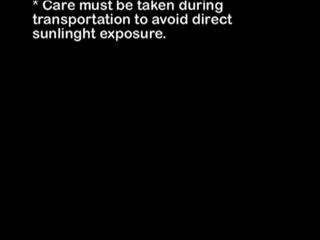 * Care must be taken during
transportation to avoid direct
sunlinght exposure.